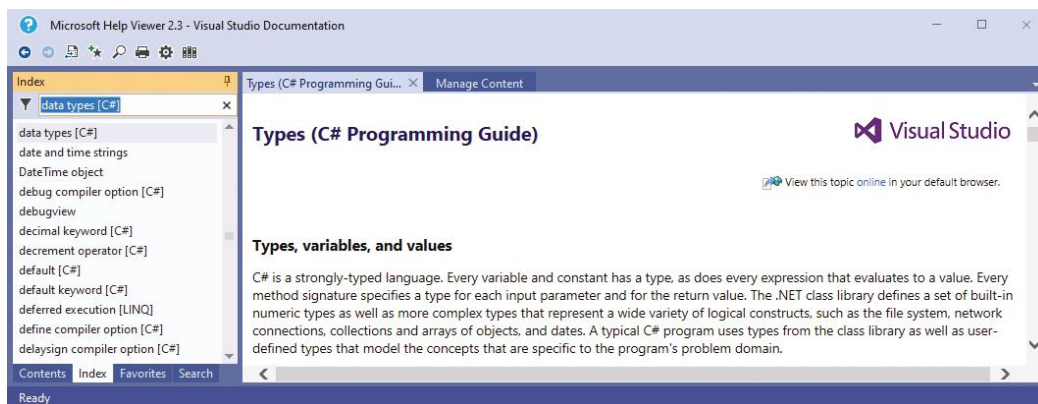 Microsoft Help Viewer 2.3 - Visual Studio Documentation
Index
data types [C#]
data types [C#]
date and time strings
DateTime object
debug compiler option [C#]
debugview
decimal keyword [C#]
decrement operator [C#]
default [C#]
default keyword [C#]
deferred execution [LINQ]
define compiler option [C#]
delaysign compiler option [C#]
Contents Index Favorites Search
Types (C# Programming Gui... Manage Content
Types (C# Programming Guide)
Visual Studio
View this topic online in your default browser.
Types, variables, and values
C# is a strongly-typed language. Every variable and constant has a type, as does every expression that evaluates to a value. Every
method signature specifies a type for each input parameter and for the return value. The .NET class library defines a set of built-in
numeric types as well as more complex types that represent a wide variety of logical constructs, such as the file system, network
connections, collections and arrays of objects, and dates. A typical C# program uses types from the class library as well as user-
defined types that model the concepts that are specific to the program's problem domain.
Ready